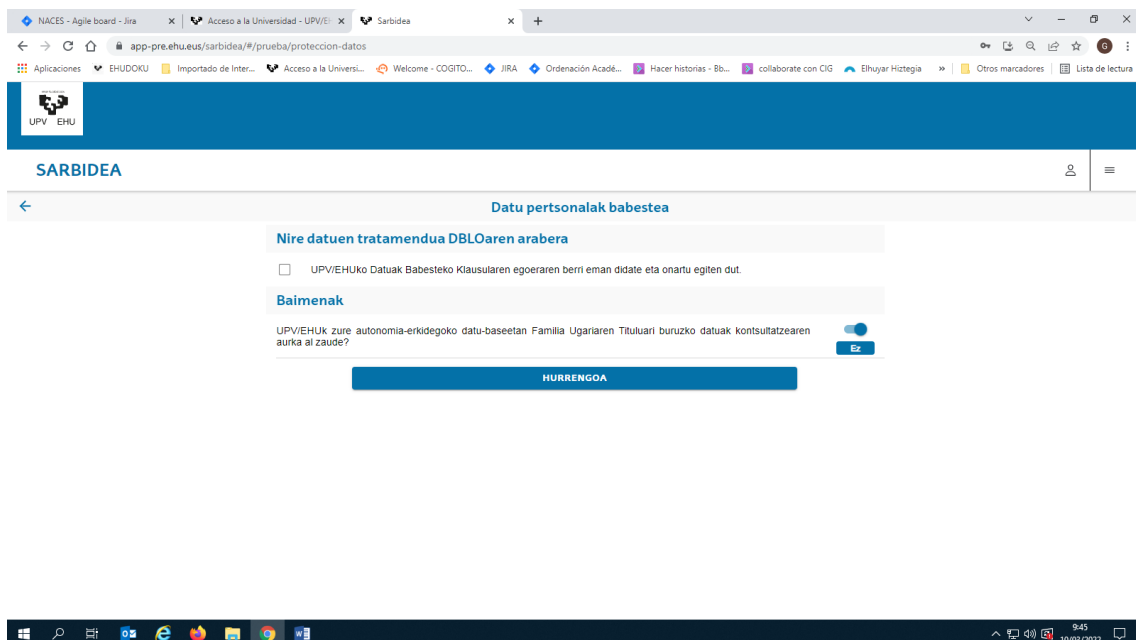 NACES - Agile board - Jira
Acceso a la Universidad - UPV/E
Sarbidea
app-pre.ehu.eus/sarbidea/#/prueba/proteccion-datos
G
Aplicaciones
EHUDOKU
Importado de Inter...
Acceso a la Universi...
Welcome - COGITO...
JIRA
Ordenación Acadé...
Hacer historias - Bb...
collaborate con CIG
Elhuyar Hiztegia
»
Otros marcadores
Lista de lectura
UPV EHU
SARBIDEA
Datu pertsonalak babestea
Nire datuen tratamendua DBLOaren arabera
UPV/EHUko Datuak Babesteko Klausularen egoeraren berri eman didate eta onartu egiten dut.
Baimenak
UPV/EHUk zure autonomia-erkidegoko datu-baseetan Familia Ugariaren Tituluari buruzko datuak kontsultatzearen
aurka al zaude?
Ez
HURRENGOA
9:45
10/03/2022